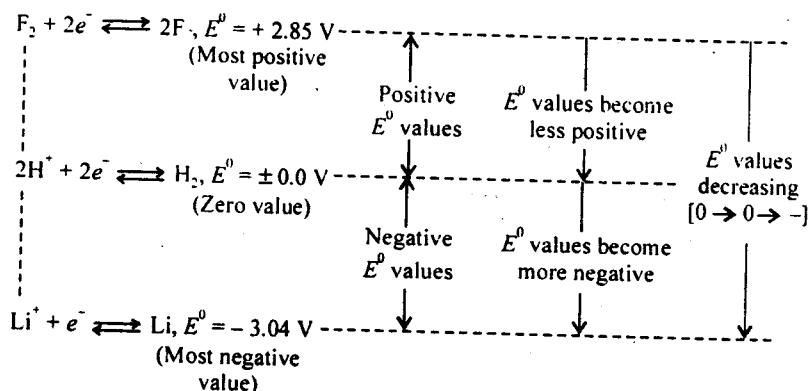 F₂ + 2e⁻ ⇌ 2F⁻, E⁰ = + 2.85 V
(Most positive
value)
Positive
E⁰ values
E⁰ values become
less positive
E⁰ values
decreasing
[0 → 0 → −]
2H⁺ + 2e⁻ ⇌ H₂, E⁰ = ± 0.0 V
(Zero value)
Negative
E⁰ values
E⁰ values become
more negative
Li⁺ + e⁻ ⇌ Li, E⁰ = − 3.04 V
(Most negative
value)